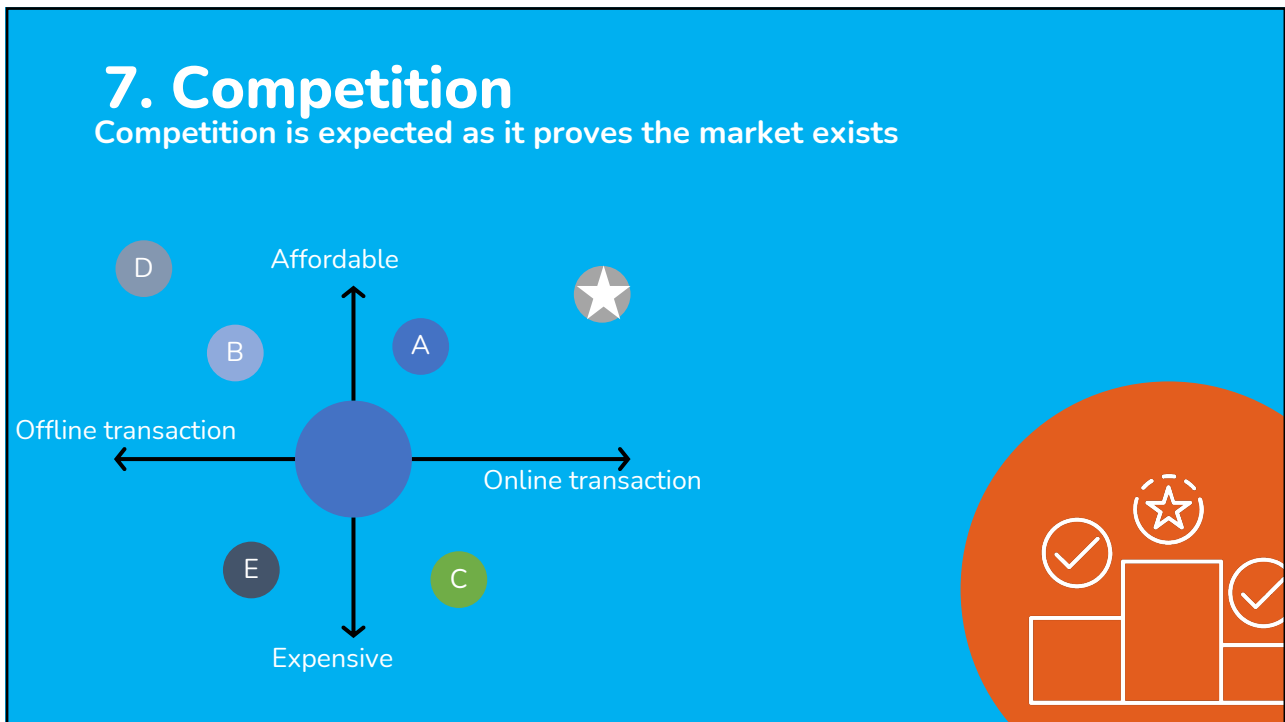 7. Competition
Competition is expected as it proves the market exists
D
Affordable
B
A
Offline transaction
Online transaction
E
C
Expensive